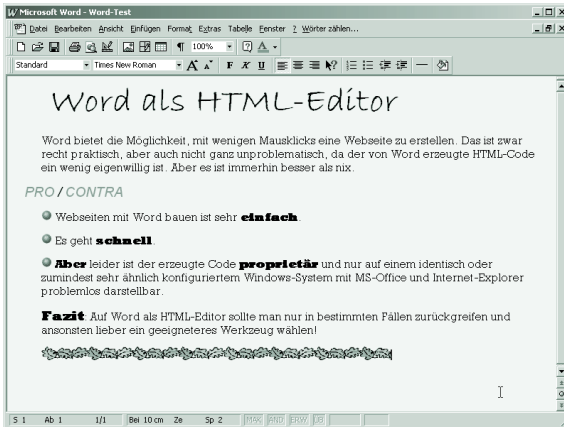 Microsoft Word - Word-Test
Datei Bearbeiten Ansicht Einfügen Format Extras Tabelle Fenster ? Wörter zählen...
100%
Standard Times New Roman A A F K U
Word als HTML-Editor
Word bietet die Möglichkeit, mit wenigen Mausklicks eine Webseite zu erstellen. Das ist zwar
recht praktisch, aber auch nicht ganz unproblematisch, da der von Word erzeugte HTML-Code
ein wenig eigenwillig ist. Aber es ist immerhin besser als nix.
PRO / CONTRA
Webseiten mit Word bauen ist sehr einfach.
Es geht schnell.
Aber leider ist der erzeugte Code proprietär und nur auf einem identisch oder
zumindest sehr ähnlich konfiguriertem Windows-System mit MS-Office und Internet-Explorer
problemlos darstellbar.
Fazit: Auf Word als HTML-Editor sollte man nur in bestimmten Fällen zurückgreifen und
ansonsten lieber ein geeigneteres Werkzeug wählen!
S 1 Ab 1 1/1 Bei 10 cm Ze Sp 2 MAK ÄND ERW ÜB